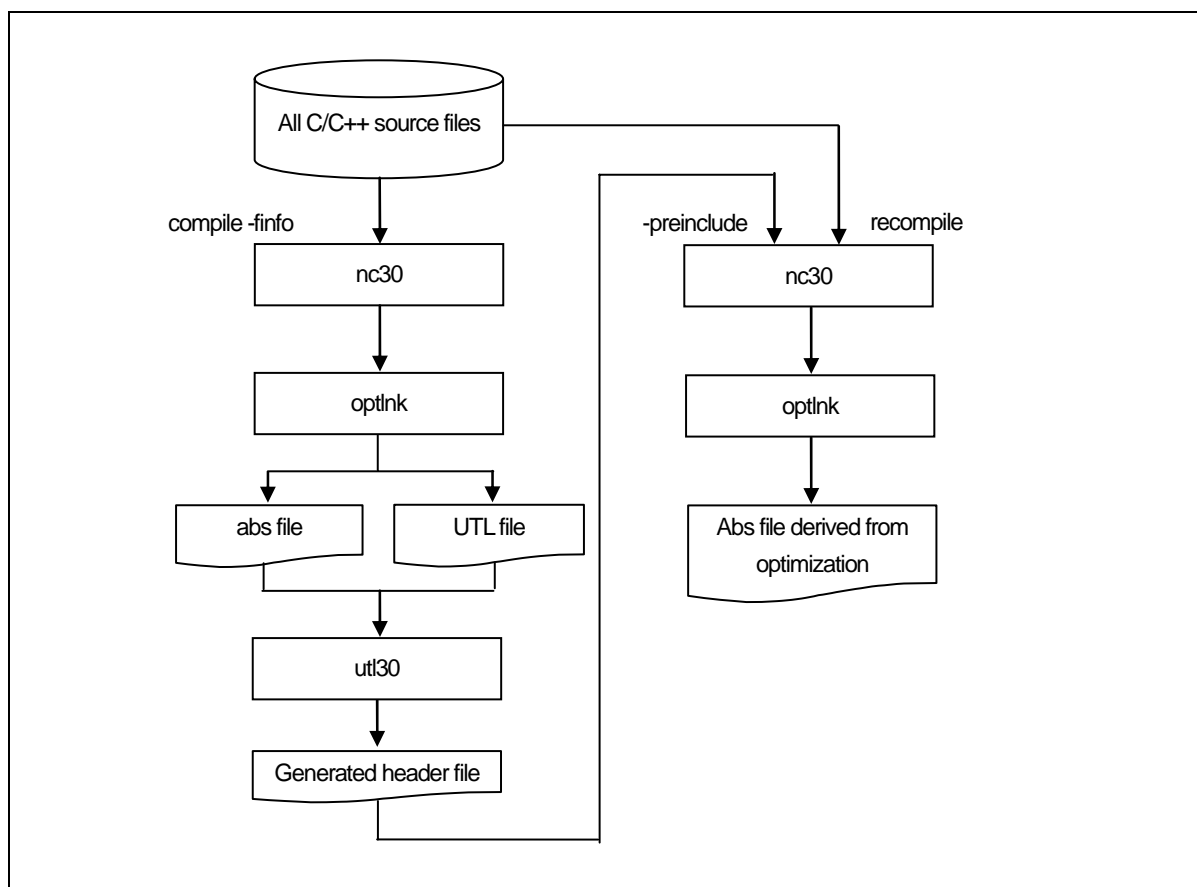 All C/C++ source files
compile -finfo
nc30
optlnk
abs file
UTL file
utl30
Generated header file
-preinclude
recompile
nc30
optlnk
Abs file derived from
optimization